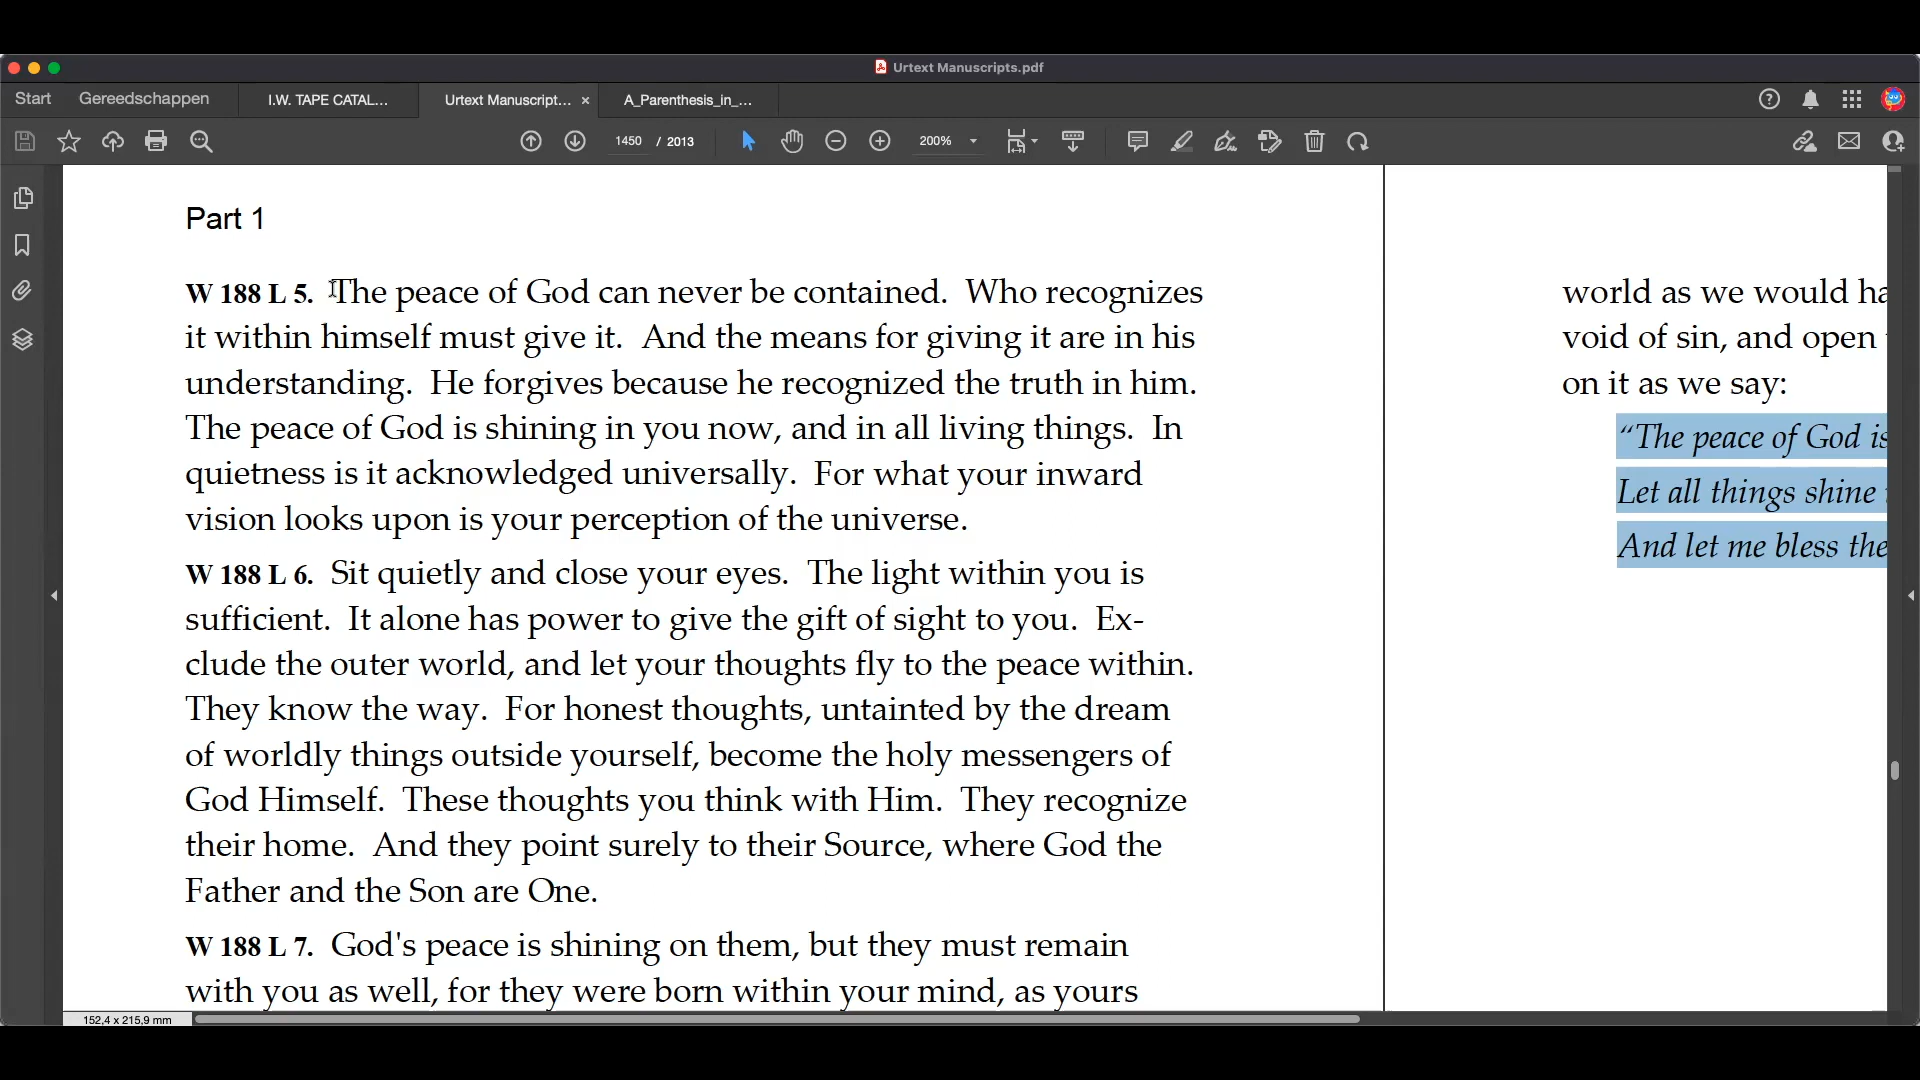 Urtext Manuscripts.pdf
Start
Gereedschappen
I.W. TAPE CATAL...
Urtext Manuscript... ×
A_Parenthesis_in_...
1450 / 2013
200%
Part 1
W 188 L 5. The peace of God can never be contained. Who recognizes
it within himself must give it. And the means for giving it are in his
understanding. He forgives because he recognized the truth in him.
The peace of God is shining in you now, and in all living things. In
quietness is it acknowledged universally. For what your inward
vision looks upon is your perception of the universe.
W 188 L 6. Sit quietly and close your eyes. The light within you is
sufficient. It alone has power to give the gift of sight to you. Ex-
clude the outer world, and let your thoughts fly to the peace within.
They know the way. For honest thoughts, untainted by the dream
of worldly things outside yourself, become the holy messengers of
God Himself. These thoughts you think with Him. They recognize
their home. And they point surely to their Source, where God the
Father and the Son are One.
W 188 L 7. God's peace is shining on them, but they must remain
with you as well, for they were born within your mind, as yours
world as we would ha
void of sin, and open
on it as we say:
“The peace of God is
Let all things shine
And let me bless the
152,4 x 215,9 mm